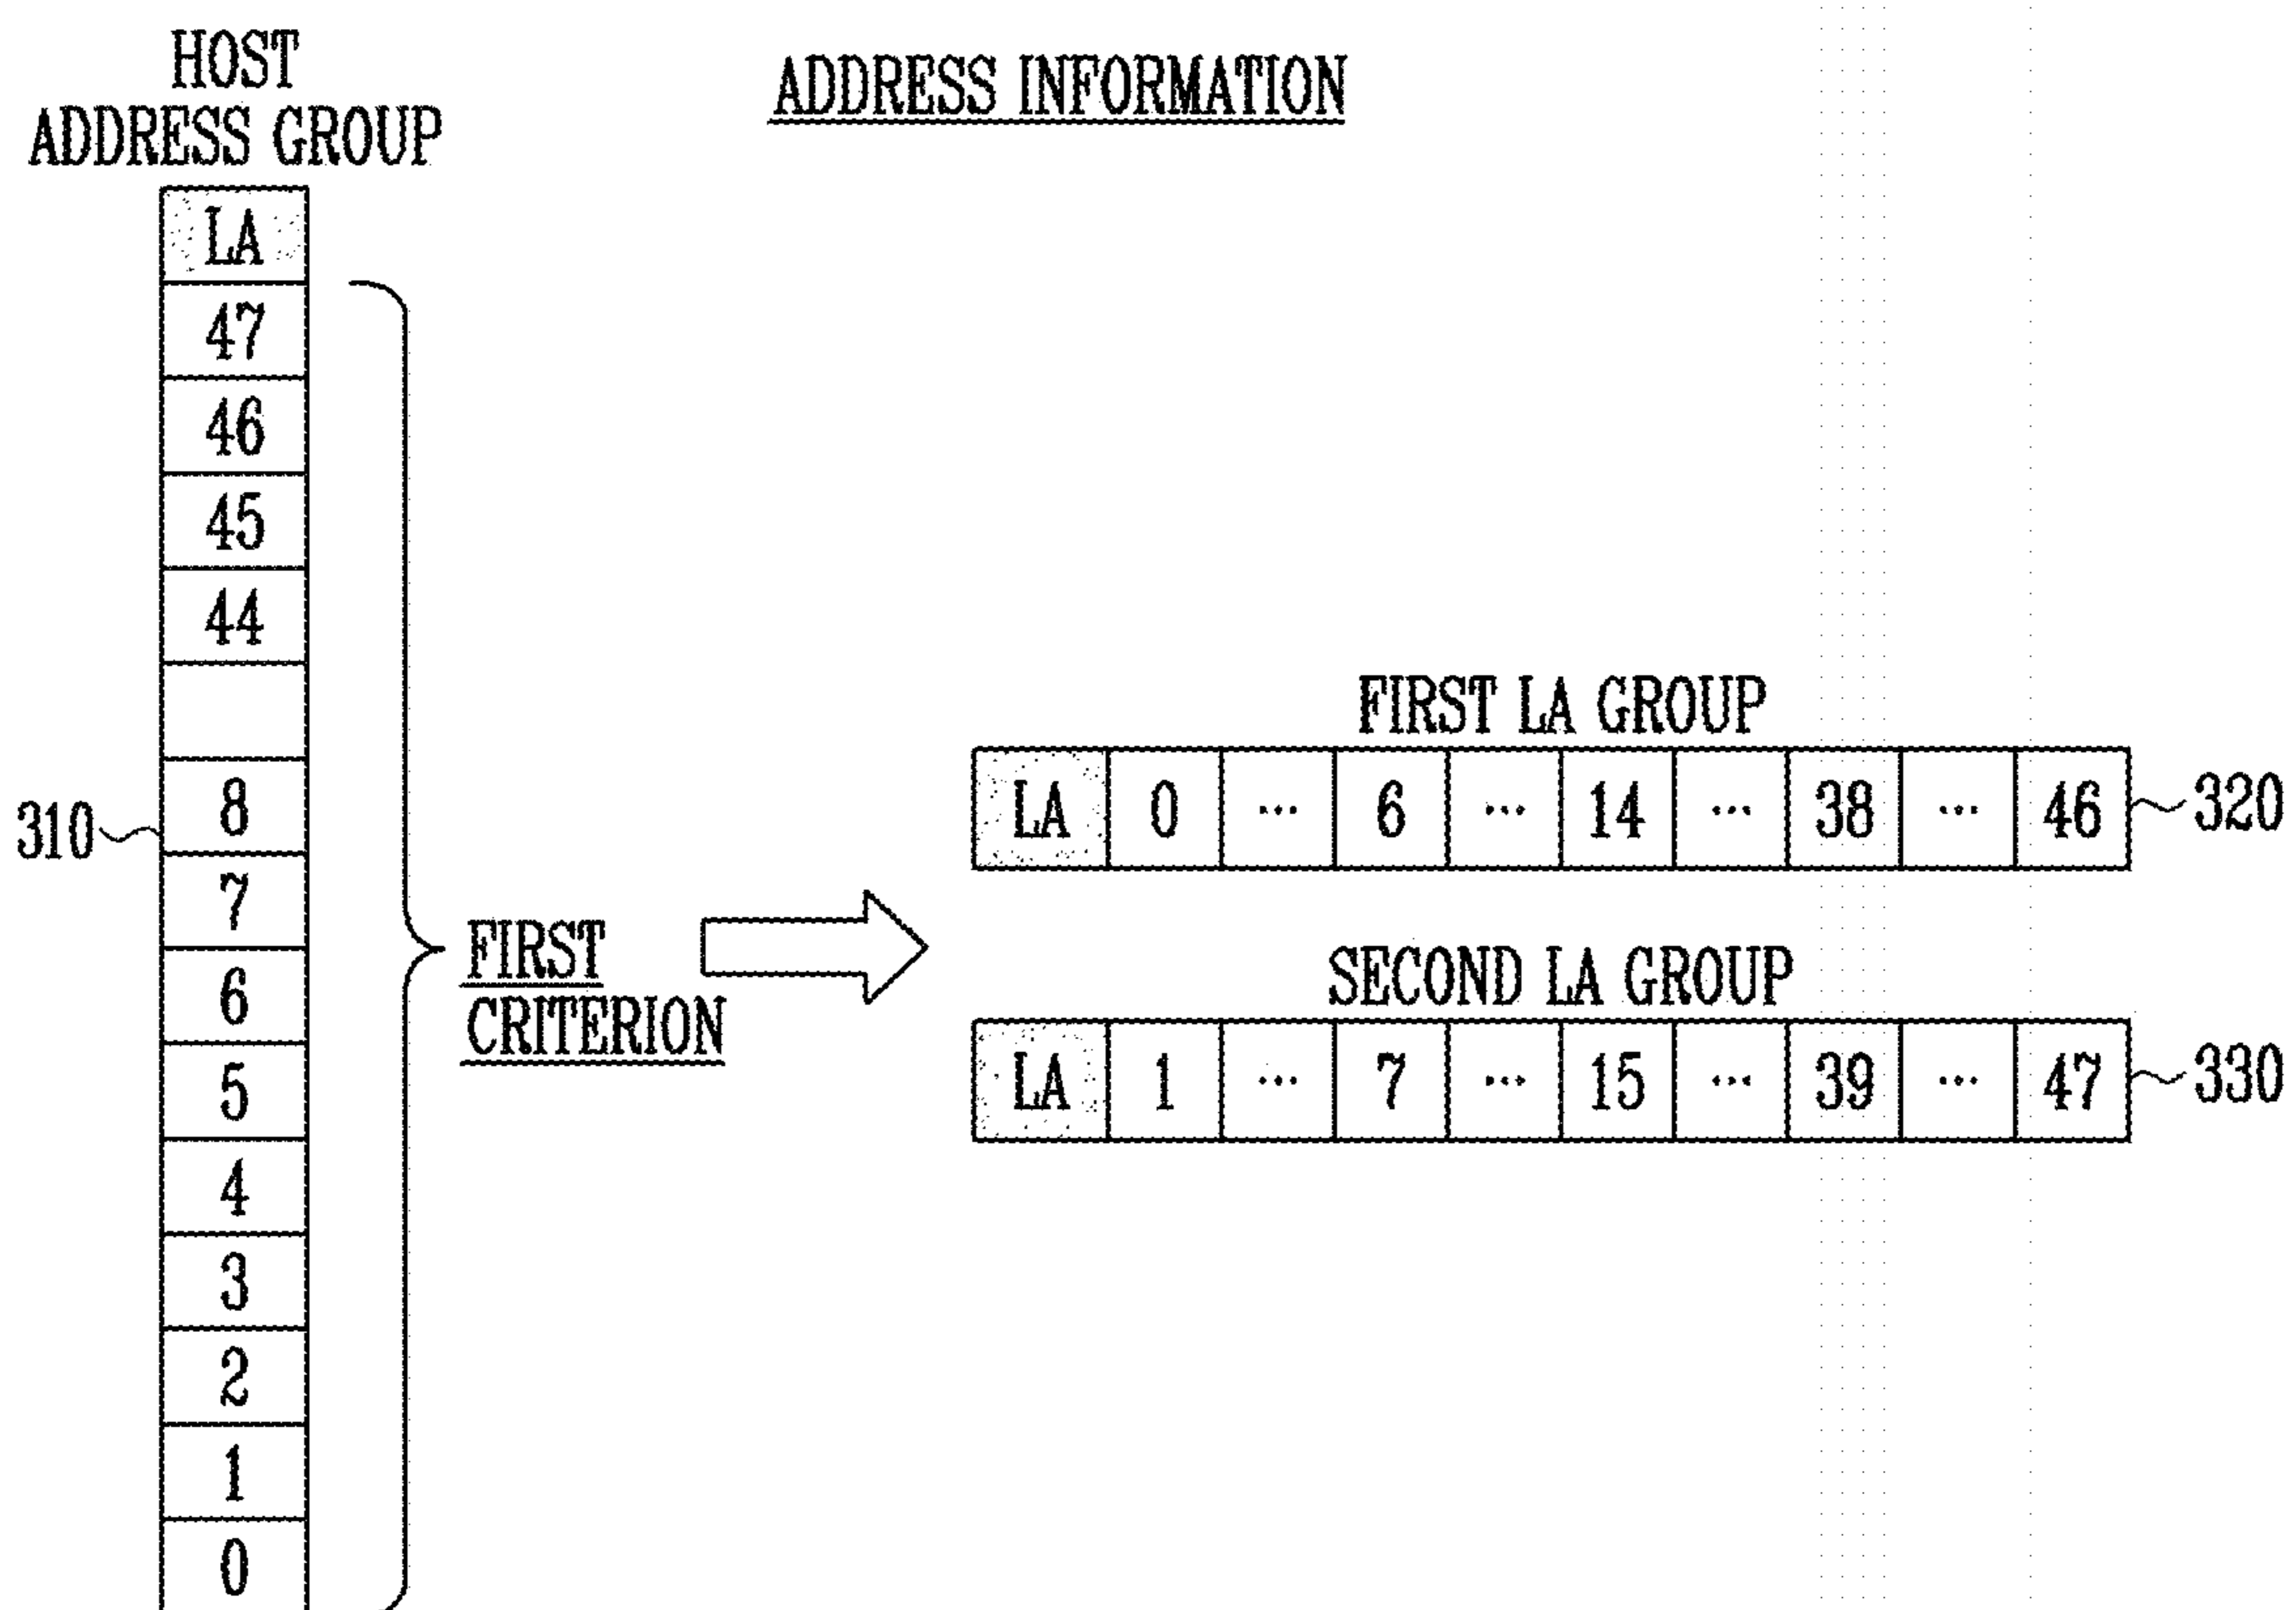 HOST
ADDRESS GROUP
ADDRESS INFORMATION
LA
47
46
45
44
8
7
6
5
4
3
2
1
0
310
FIRST
CRITERION
FIRST LA GROUP
LA 0 ... 6 ... 14 ... 38 ... 46
320
SECOND LA GROUP
LA 1 ... 7 ... 15 ... 39 ... 47
330